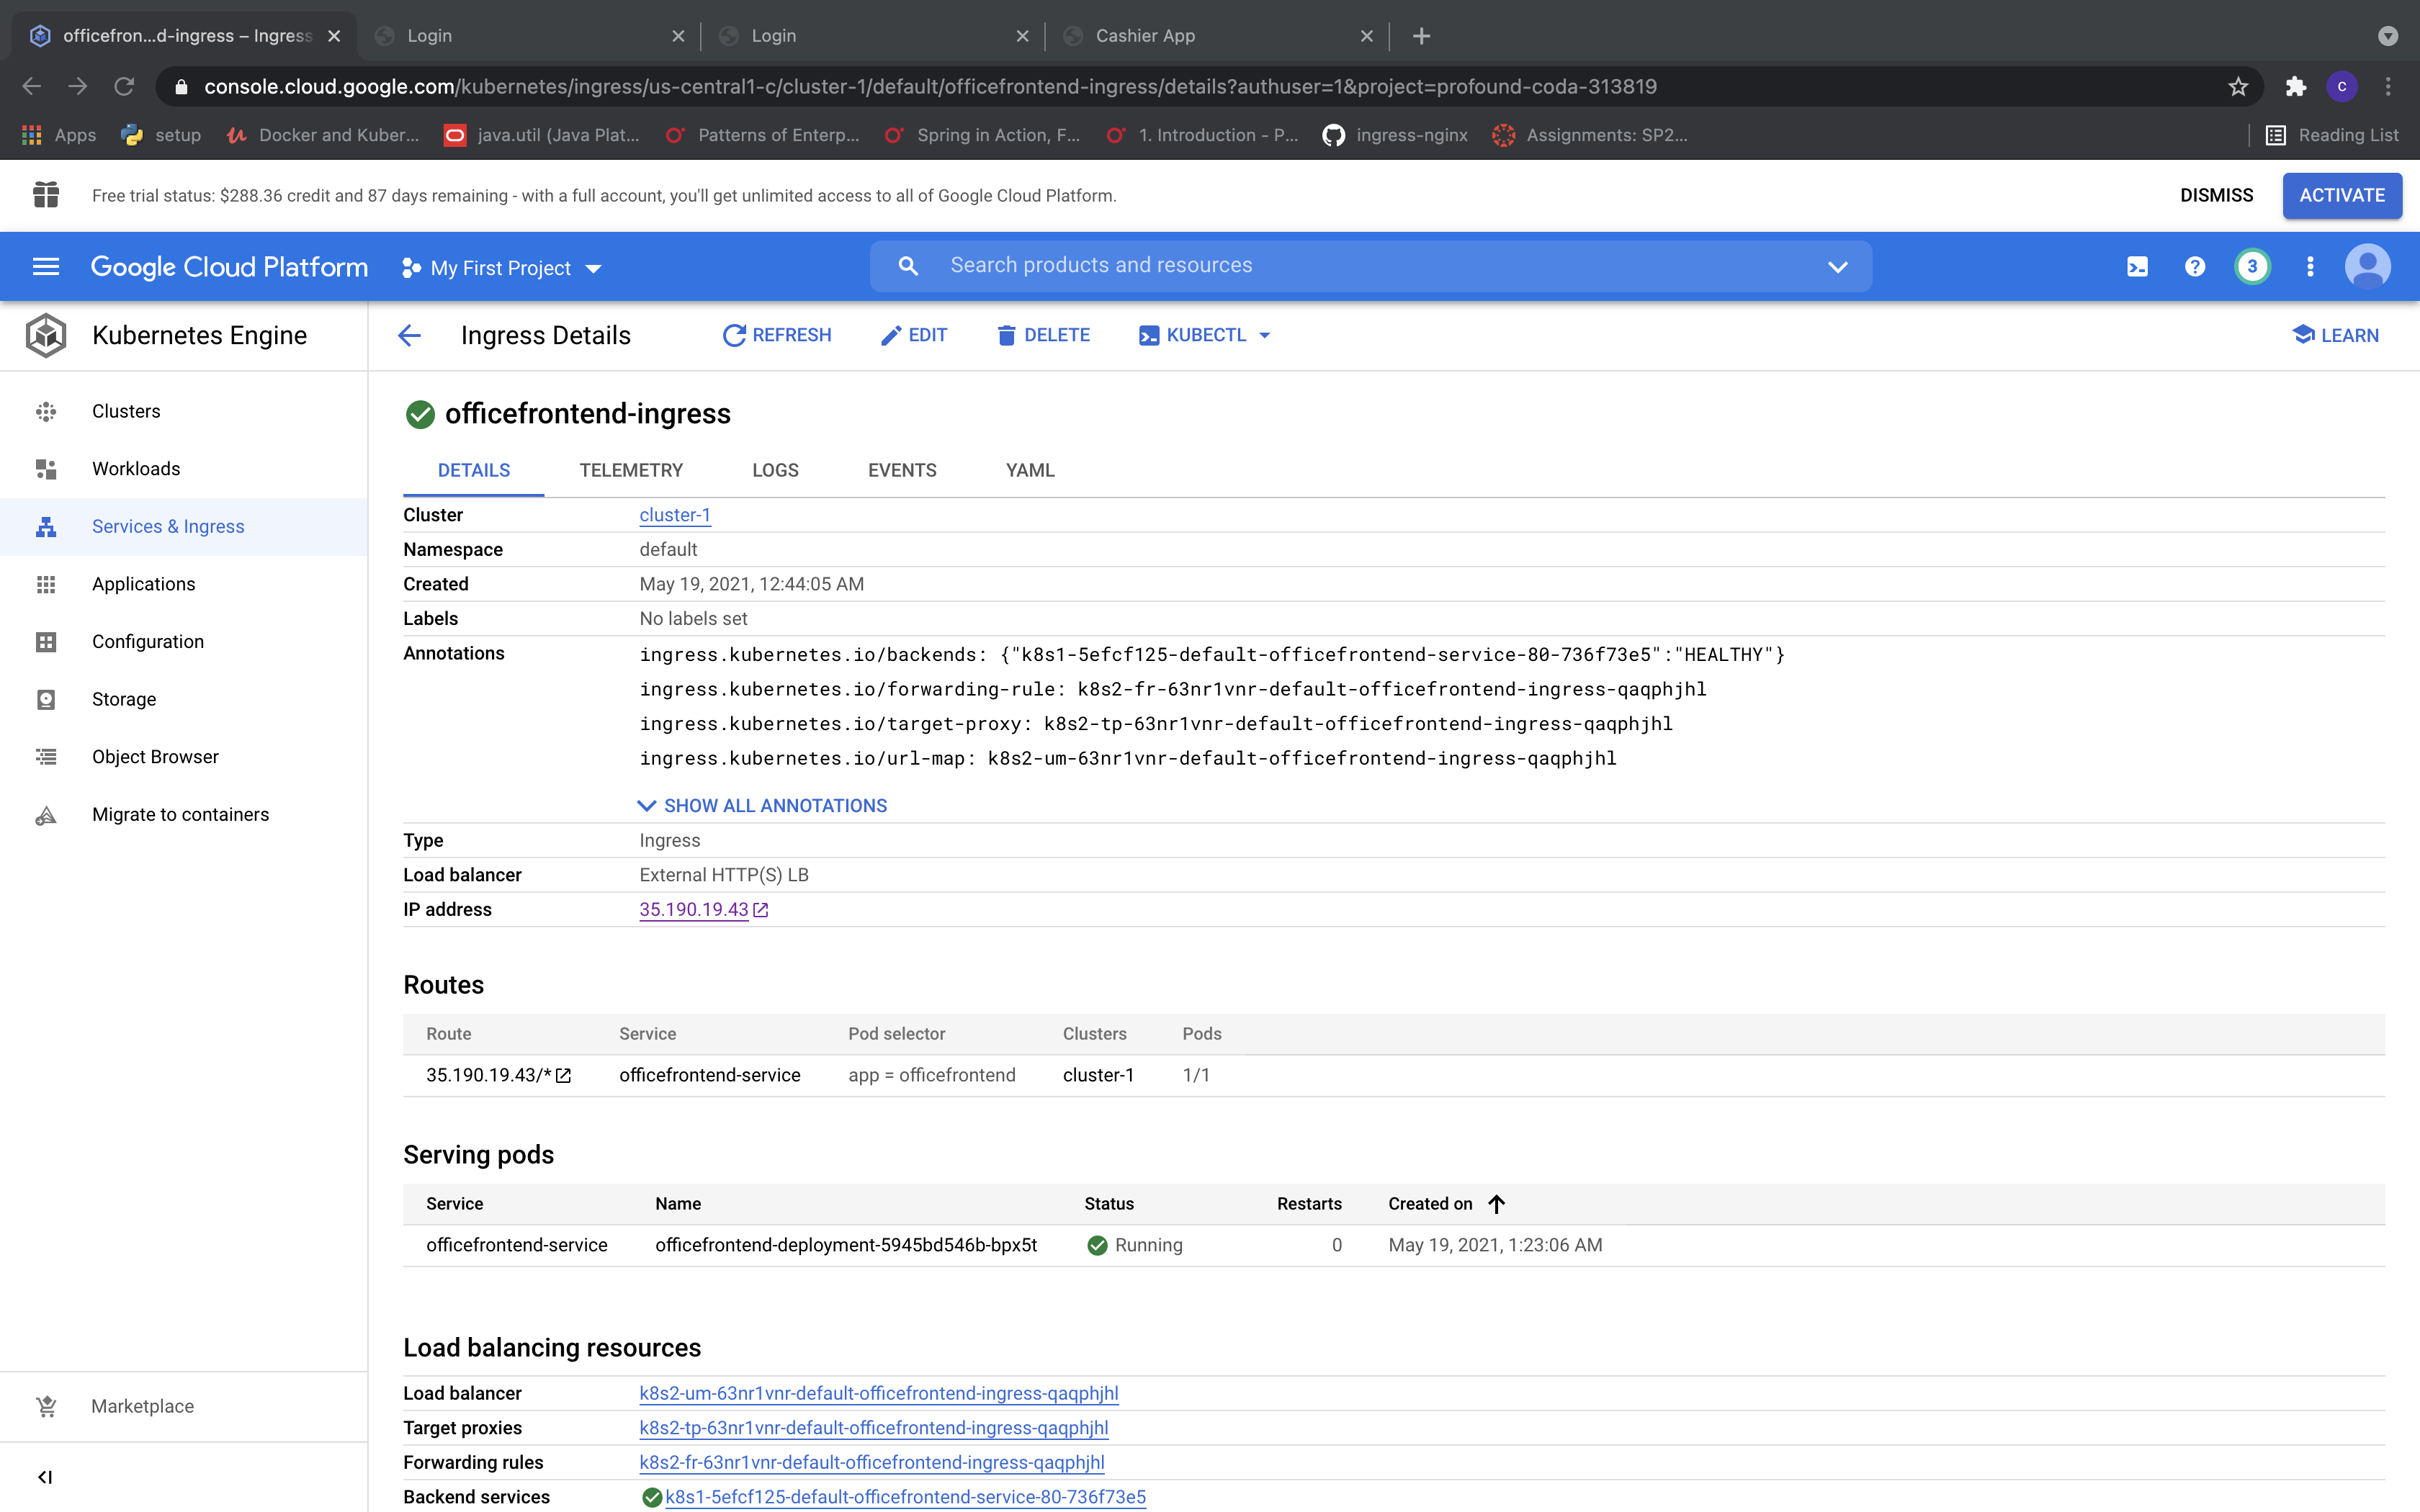 officefron...d-ingress – Ingress
Login
Login
Cashier App
console.cloud.google.com/kubernetes/ingress/us-central1-c/cluster-1/default/officefrontend-ingress/details?authuser=1&project=profound-coda-313819
C
Apps
setup
Docker and Kuber...
java.util (Java Plat...
Patterns of Enterp...
Spring in Action, F...
1. Introduction - P...
ingress-nginx
Assignments: SP2...
Reading List
Free trial status: $288.36 credit and 87 days remaining - with a full account, you'll get unlimited access to all of Google Cloud Platform.
DISMISS
ACTIVATE
Google Cloud Platform
My First Project
Search products and resources
3
Kubernetes Engine
Ingress Details
REFRESH
EDIT
DELETE
KUBECTL
LEARN
Clusters
Workloads
Services & Ingress
Applications
Configuration
Storage
Object Browser
Migrate to containers
Marketplace
officefrontend-ingress
DETAILS
TELEMETRY
LOGS
EVENTS
YAML
Cluster cluster-1
Namespace default
Created May 19, 2021, 12:44:05 AM
Labels No labels set
Annotations ingress.kubernetes.io/backends: {"k8s1-5efcf125-default-officefrontend-service-80-736f73e5":"HEALTHY"}
ingress.kubernetes.io/forwarding-rule: k8s2-fr-63nr1vnr-default-officefrontend-ingress-qaqphjhl
ingress.kubernetes.io/target-proxy: k8s2-tp-63nr1vnr-default-officefrontend-ingress-qaqphjhl
ingress.kubernetes.io/url-map: k8s2-um-63nr1vnr-default-officefrontend-ingress-qaqphjhl
SHOW ALL ANNOTATIONS
Type Ingress
Load balancer External HTTP(S) LB
IP address 35.190.19.43
Routes
Route Service Pod selector Clusters Pods
35.190.19.43/* officefrontend-service app = officefrontend cluster-1 1/1
Serving pods
Service Name Status Restarts Created on
officefrontend-service officefrontend-deployment-5945bd546b-bpx5t Running 0 May 19, 2021, 1:23:06 AM
Load balancing resources
Load balancer k8s2-um-63nr1vnr-default-officefrontend-ingress-qaqphjhl
Target proxies k8s2-tp-63nr1vnr-default-officefrontend-ingress-qaqphjhl
Forwarding rules k8s2-fr-63nr1vnr-default-officefrontend-ingress-qaqphjhl
Backend services k8s1-5efcf125-default-officefrontend-service-80-736f73e5